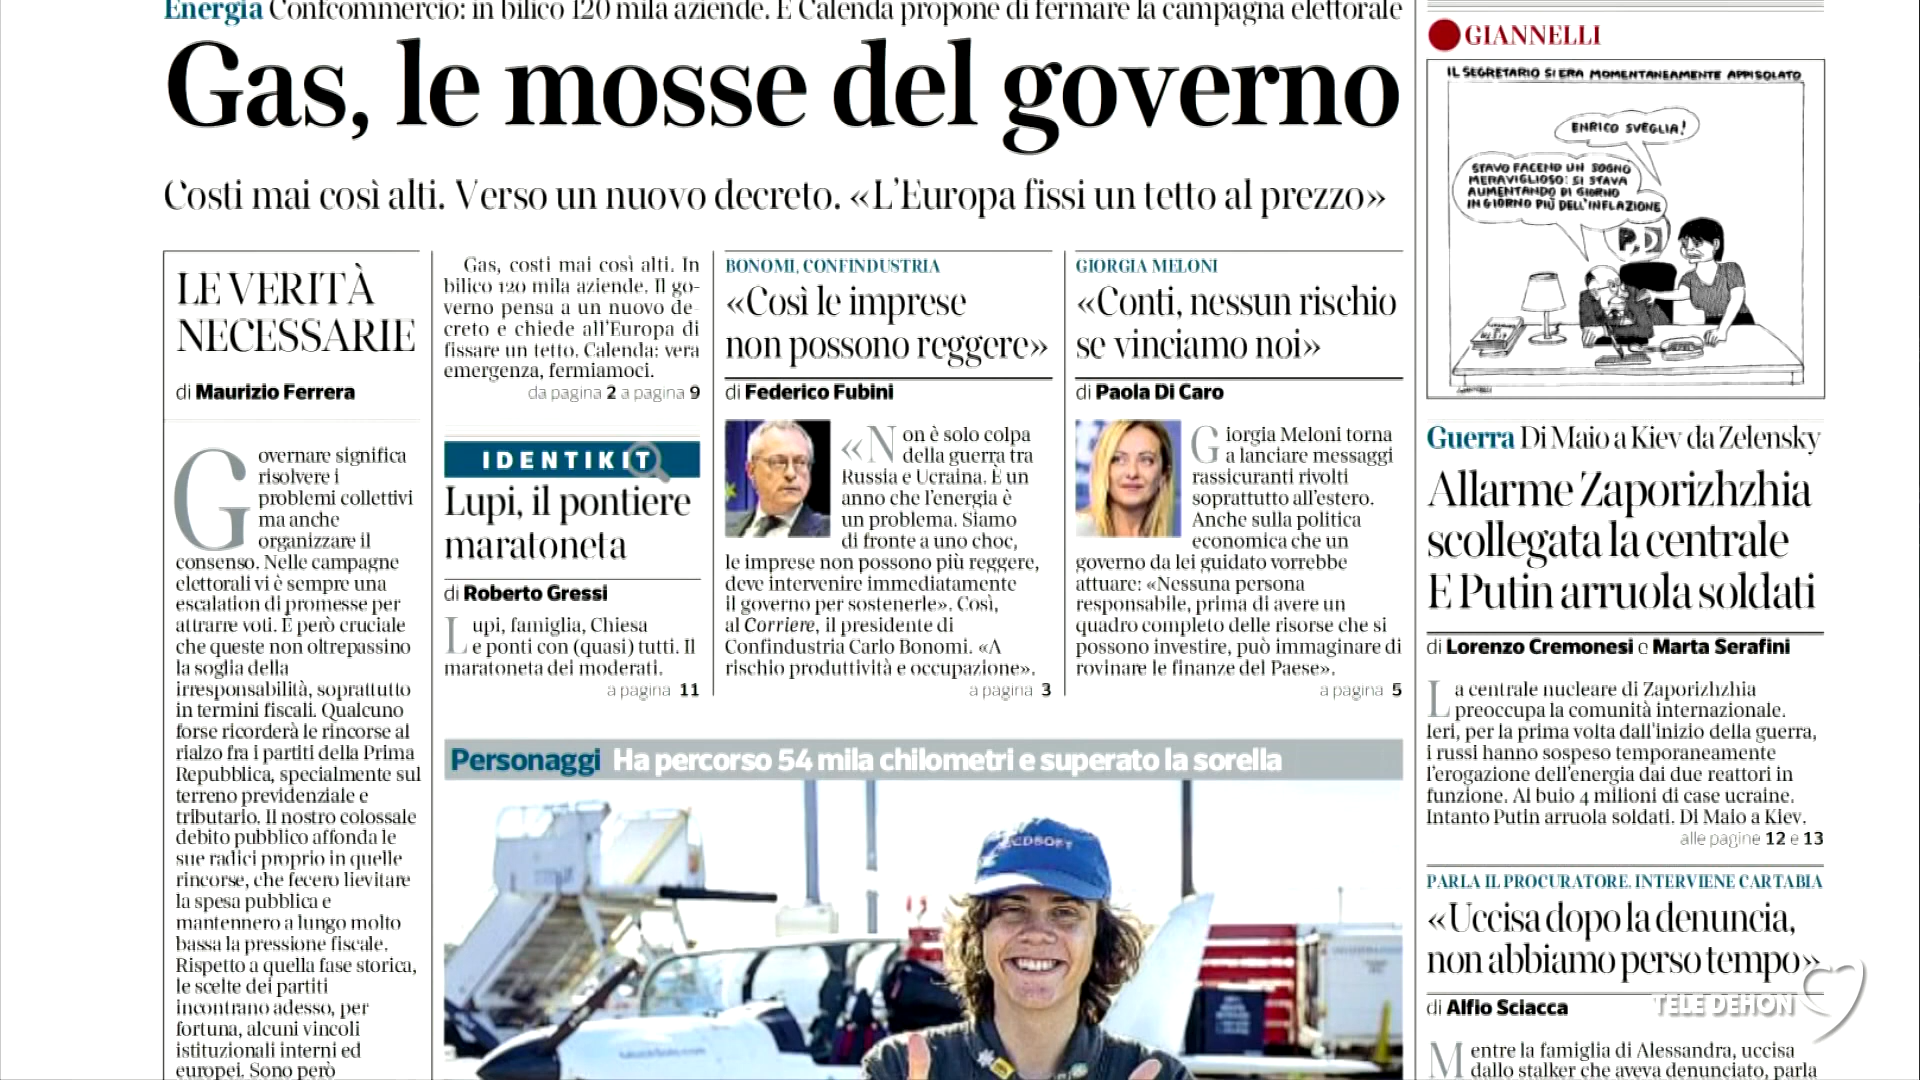 Energia Confcommercio: in bilico 120 mila aziende. E Calenda propone di fermare la campagna elettorale
Gas, le mosse del governo
Costi mai così alti. Verso un nuovo decreto. «L'Europa fissi un tetto al prezzo»
LE VERITÀ
NECESSARIE
di Maurizio Ferrera
Governare significa
risolvere i
problemi collettivi
ma anche
organizzare il
consenso. Nelle campagne
elettorali vi è sempre una
escalation di promesse per
attrarre voti. È però cruciale
che queste non oltrepassino
la soglia della
irresponsabilità, soprattutto
in termini fiscali. Qualcuno
forse ricorderà le rincorse al
rialzo fra i partiti della Prima
Repubblica, specialmente sul
terreno previdenziale e
tributario. Il nostro colossale
debito pubblico affonda le
sue radici proprio in quelle
rincorse, che fecero lievitare
la spesa pubblica e
mantennero a lungo molto
bassa la pressione fiscale.
Rispetto a quella fase storica,
le scelte dei partiti
incontrano adesso, per
fortuna, alcuni vincoli
istituzionali interni ed
europei. Sono però
Gas, costi mai così alti. In
bilico 120 mila aziende. Il go-
verno pensa a un nuovo de-
creto e chiede all'Europa di
fissare un tetto. Calenda: vera
emergenza, fermiamoci.
da pagina 2 a pagina 9
IDENTIKIT
Lupi, il pontiere
maratoneta
di Roberto Gressi
Lupi, famiglia, Chiesa
e ponti con (quasi) tutti. Il
maratoneta dei moderati.
a pagina 11
BONOMI, CONFINDUSTRIA
«Così le imprese
non possono reggere»
di Federico Fubini
«Non è solo colpa
della guerra tra
Russia e Ucraina. È un
anno che l'energia è
un problema. Siamo
di fronte a uno choc,
le imprese non possono più reggere,
deve intervenire immediatamente
il governo per sostenerle». Così,
al Corriere, il presidente di
Confindustria Carlo Bonomi. «A
rischio produttività e occupazione».
a pagina 3
GIORGIA MELONI
«Conti, nessun rischio
se vinciamo noi»
di Paola Di Caro
Giorgia Meloni torna
a lanciare messaggi
rassicuranti rivolti
soprattutto all'estero.
Anche sulla politica
economica che un
governo da lei guidato vorrebbe
attuare: «Nessuna persona
responsabile, prima di avere un
quadro completo delle risorse che si
possono investire, può immaginare di
rovinare le finanze del Paese».
a pagina 5
Personaggi Ha percorso 54 mila chilometri e superato la sorella
GIANNELLI
IL SEGRETARIO SI ERA MOMENTANEAMENTE APPISOLATO
ENRICO SVEGLIA!
STAVO FACEND UN SOGNO
MERAVIGLIOSO: SI STAVA
AUMENTANDO DI GIORNO
IN GIORNO PIÙ DELL'INFLAZIONE
PD
Guerra Di Maio a Kiev da Zelensky
Allarme Zaporizhzhia
scollegata la centrale
E Putin arruola soldati
di Lorenzo Cremonesi e Marta Serafini
La centrale nucleare di Zaporizhzhia
preoccupa la comunità internazionale.
Ieri, per la prima volta dall'inizio della guerra,
i russi hanno sospeso temporaneamente
l'erogazione dell'energia dai due reattori in
funzione. Al buio 4 milioni di case ucraine.
Intanto Putin arruola soldati. Di Maio a Kiev.
alle pagine 12 e 13
PARLA IL PROCURATORE. INTERVIENE CARTABIA
«Uccisa dopo la denuncia,
non abbiamo perso tempo»
di Alfio Sciacca
Mentre la famiglia di Alessandra, uccisa
dallo stalker che aveva denunciato, parla
TELE DEHON